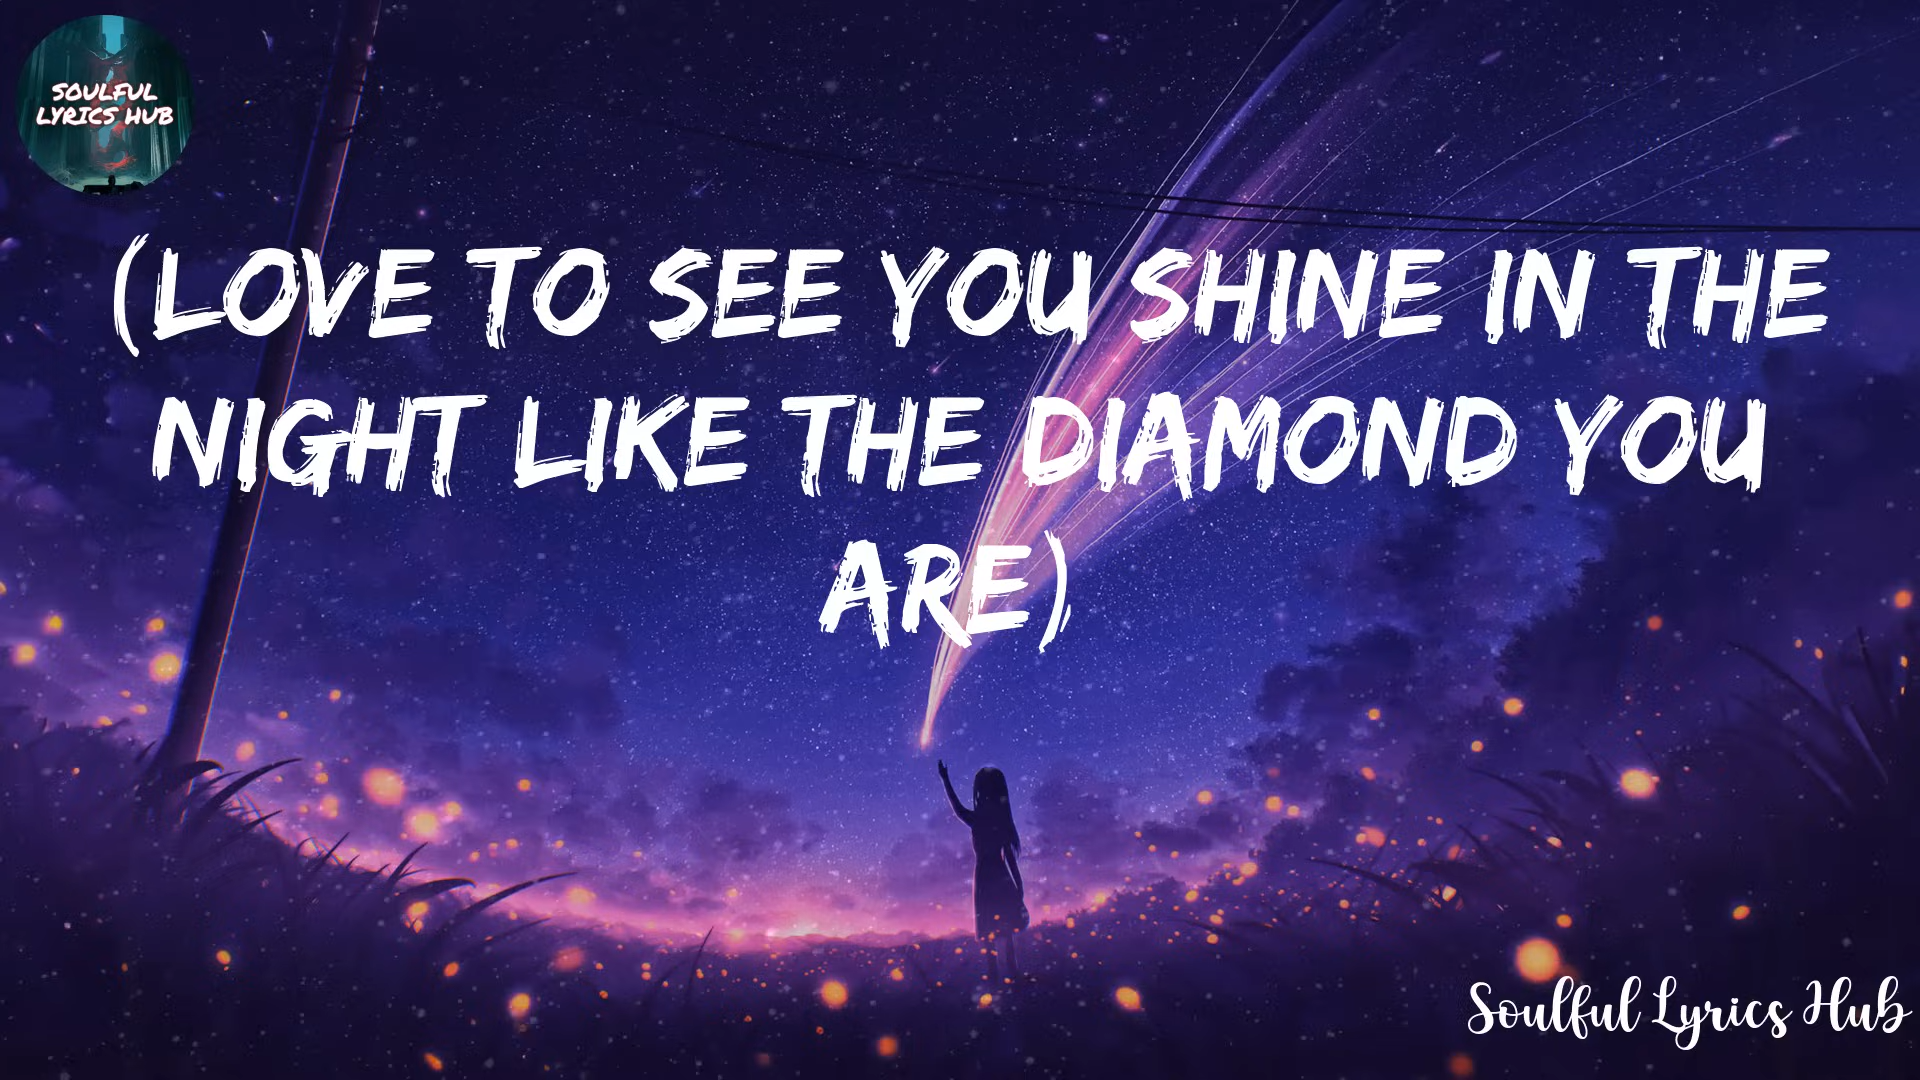 SOULFUL
LYRICS HUB
(LOVE TO SEE YOU SHINE IN THE
NIGHT LIKE THE DIAMOND YOU
ARE)
Soulful Lyrics Hub